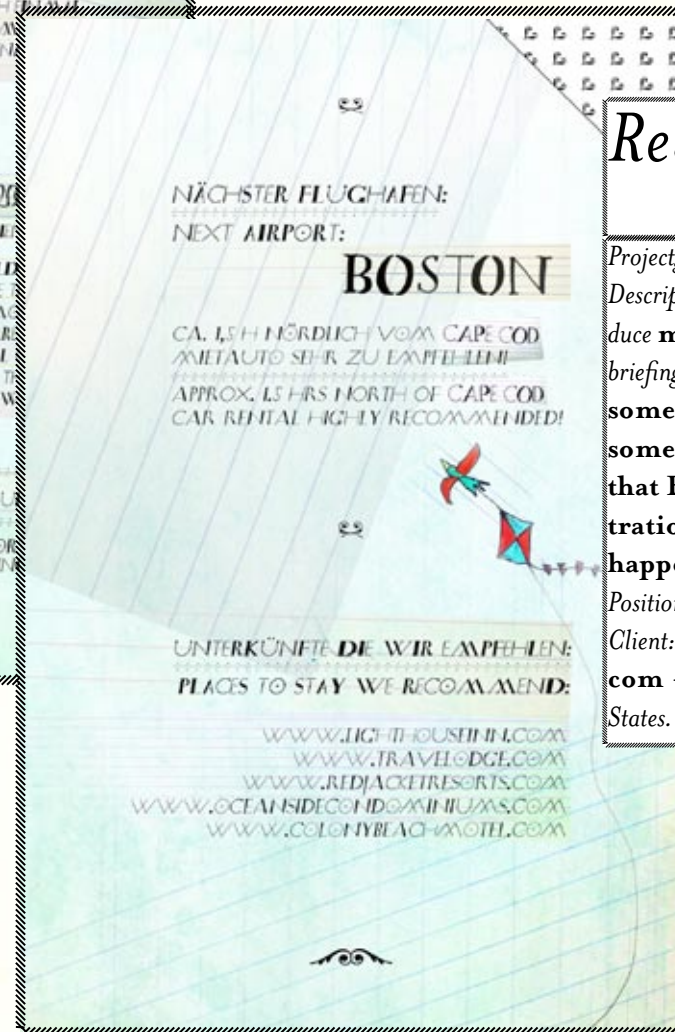 NÄCHSTER FLUGHAFEN:
NEXT AIRPORT:
BOSTON
CA. 1,5 H NÖRDLICH VOM CAPE COD
MIETAUTO SEHR ZU EMPFEHLEN!
APPROX. 1.5 HRS NORTH OF CAPE COD
CAR RENTAL HIGHLY RECOMMENDED!
UNTERKÜNFTE DIE WIR EMPFEHLEN:
PLACES TO STAY WE RECOMMEND:
WWW.LIGHTHOUSEINN.COM
WWW.TRAVELODGE.COM
WWW.REDJACKETRESORTS.COM
WWW.OCEANSIDECONDOMINIUMS.COM
WWW.COLONYBEACHMOTEL.COM
Re
Project
Descrip
duce m
briefing
some
some
that
tratio
happe
Position
Client:
com
States.